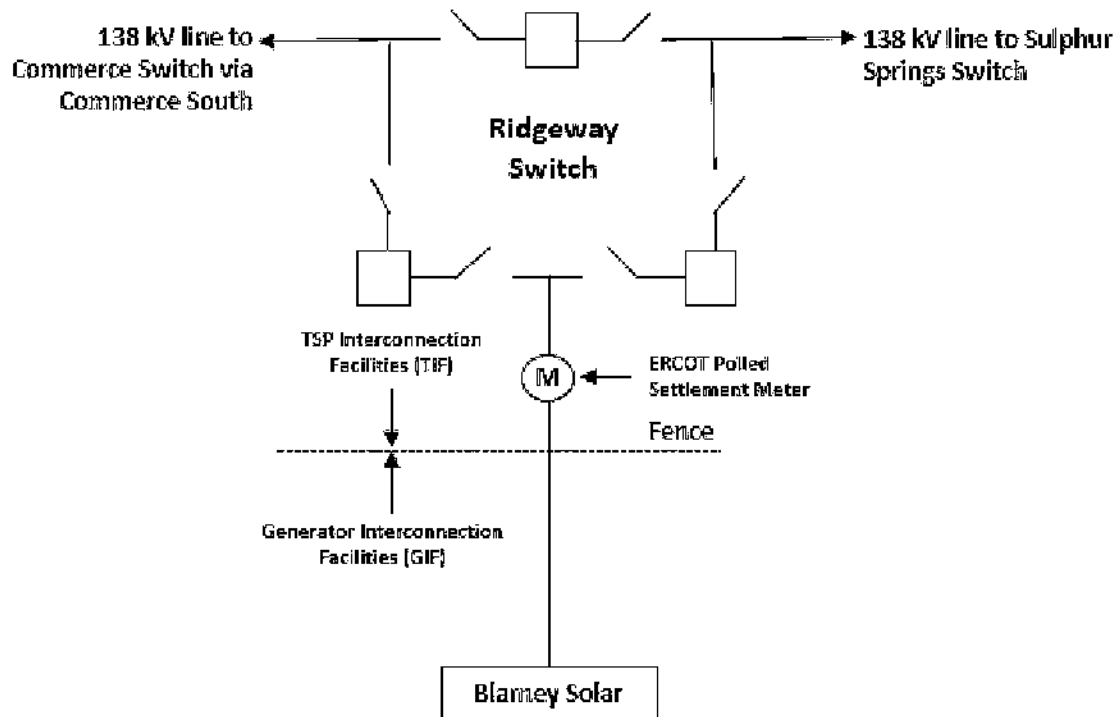 138 kV line to
Commerce Switch via
Commerce South
138 kV line to Sulphur
Springs Switch
Ridgeway
Switch
TSP Interconnection
Facilities (TIF)
M
ERCOT Polled
Settlement Meter
Fence
Generator Interconnection
Facilities (GIF)
Blamey Solar